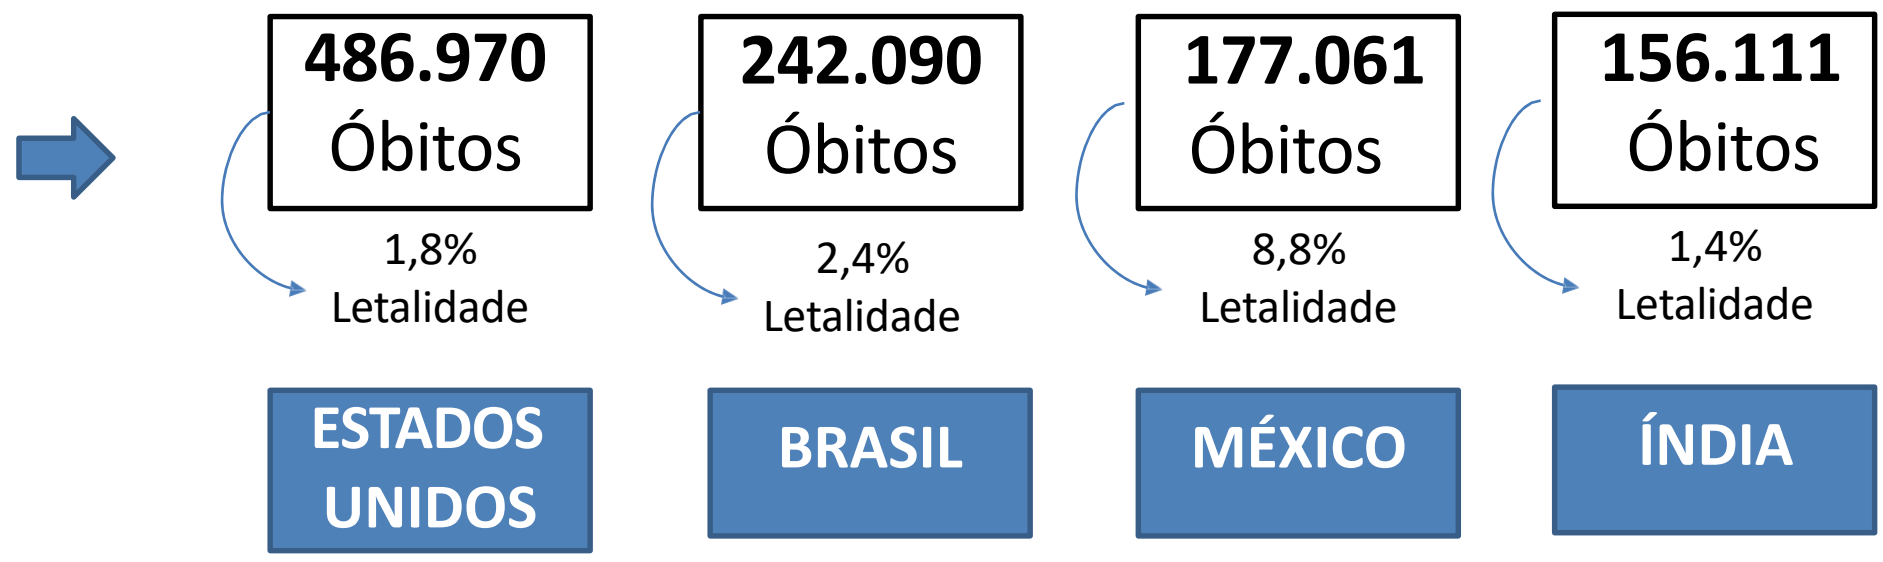 486.970
Óbitos
1,8%
Letalidade
ESTADOS
UNIDOS
242.090
Óbitos
2,4%
Letalidade
BRASIL
177.061
Óbitos
8,8%
Letalidade
MÉXICO
156.111
Óbitos
1,4%
Letalidade
ÍNDIA